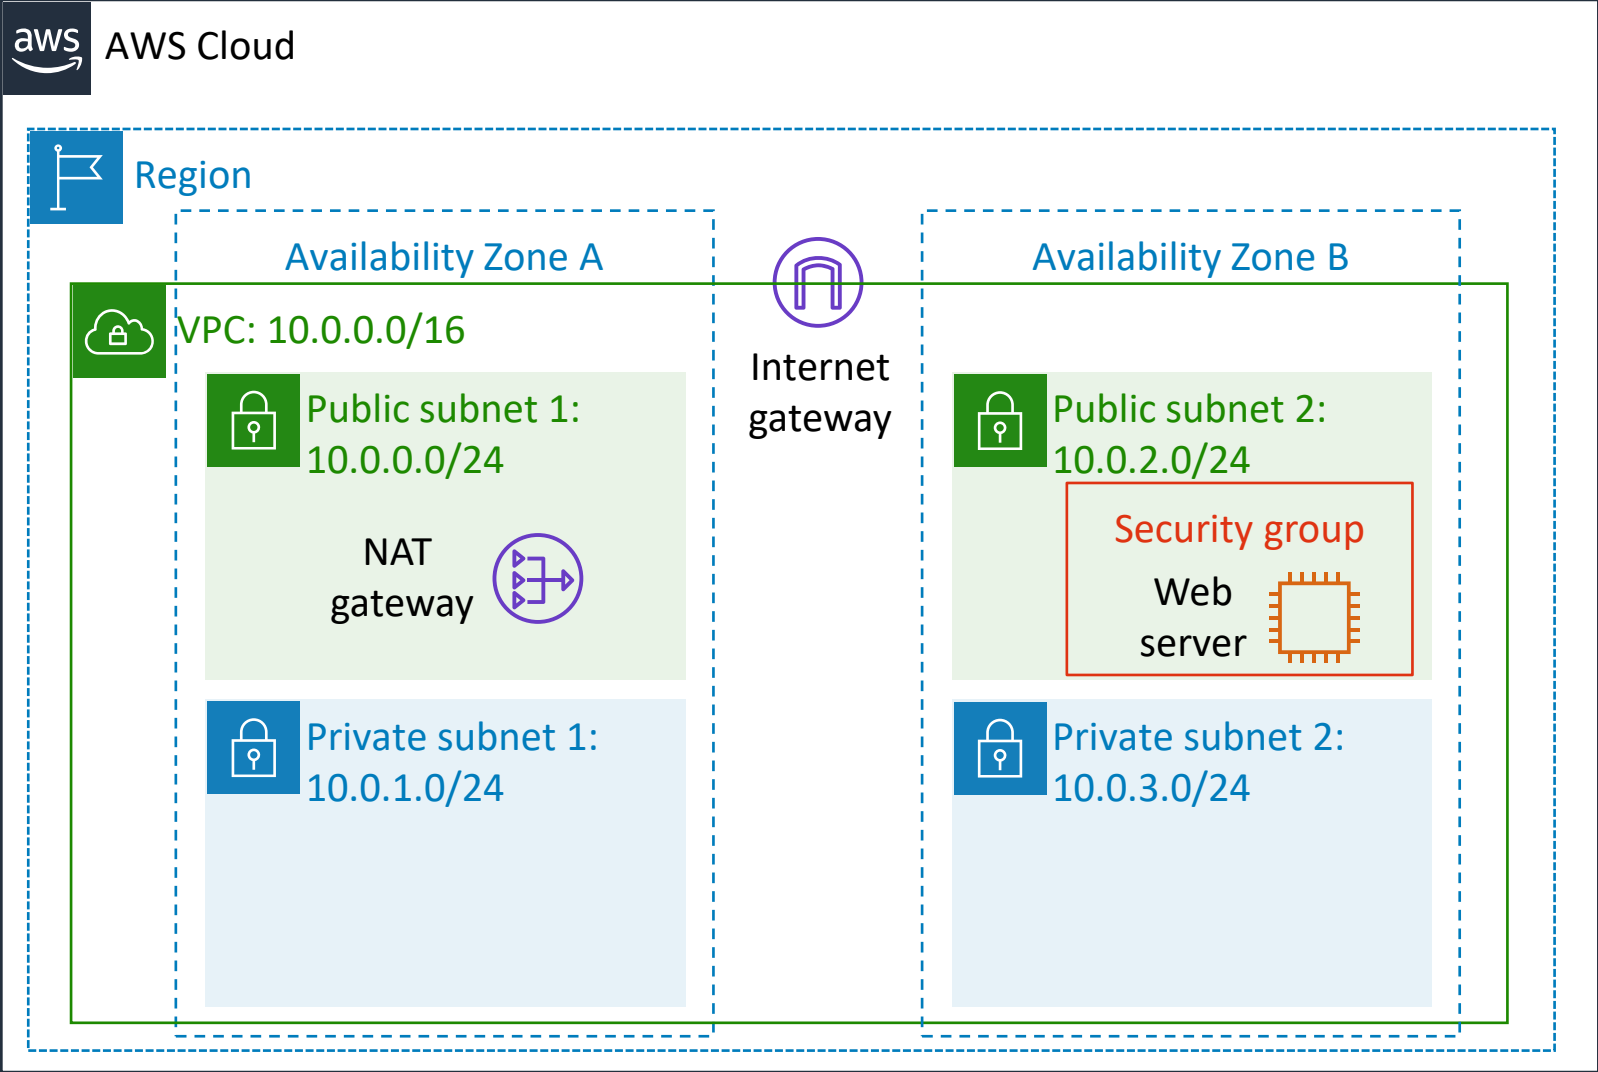 aws
AWS Cloud
Region
Availability Zone A
Availability Zone B
VPC: 10.0.0.0/16
Internet
gateway
Public subnet 1:
10.0.0.0/24
NAT
gateway
Public subnet 2:
10.0.2.0/24
Security group
Web
server
Private subnet 1:
10.0.1.0/24
Private subnet 2:
10.0.3.0/24